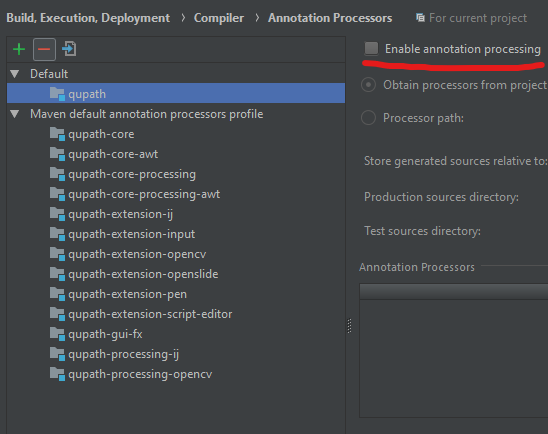 Build, Execution, Deployment > Compiler > Annotation Processors For current project
Default
qupath
Maven default annotation processors profile
qupath-core
qupath-core-awt
qupath-core-processing
qupath-core-processing-awt
qupath-extension-ij
qupath-extension-input
qupath-extension-opencv
qupath-extension-openslide
qupath-extension-pen
qupath-extension-script-editor
qupath-gui-fx
qupath-processing-ij
qupath-processing-opencv
Enable annotation processing
Obtain processors from project
Processor path:
Store generated sources relative to:
Production sources directory:
Test sources directory:
Annotation Processors